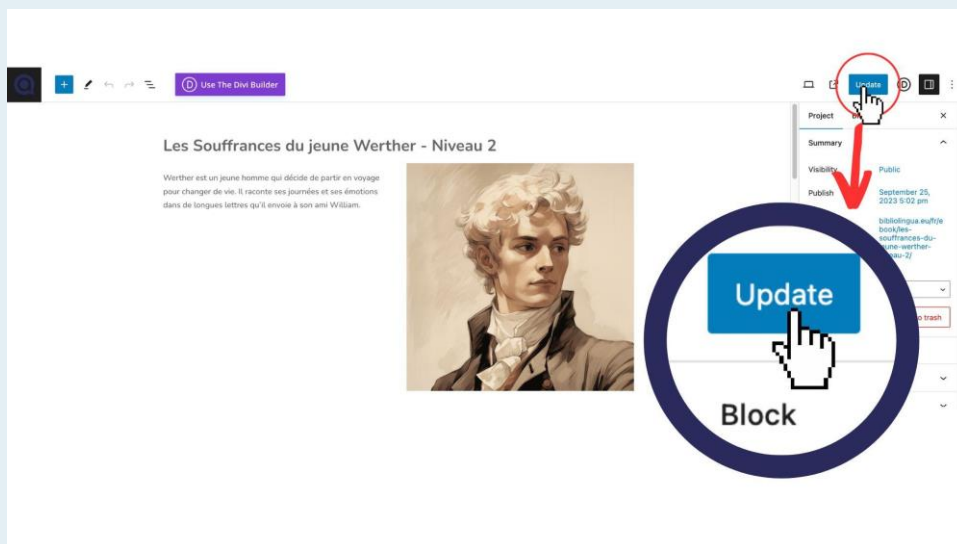 D Use The Divi Builder
Update
D
Project
Summary
Visibility Public
Publish September 25,
2023 5:02 pm
bibliolingua.eu/fr/e
book/les-
souffrances-du-
jeune-werther-
niveau-2/
to trash
Les Souffrances du jeune Werther - Niveau 2
Werther est un jeune homme qui décide de partir en voyage
pour changer de vie. Il raconte ses journées et ses émotions
dans de longues lettres qu'il envoie à son ami William.
Update
Block